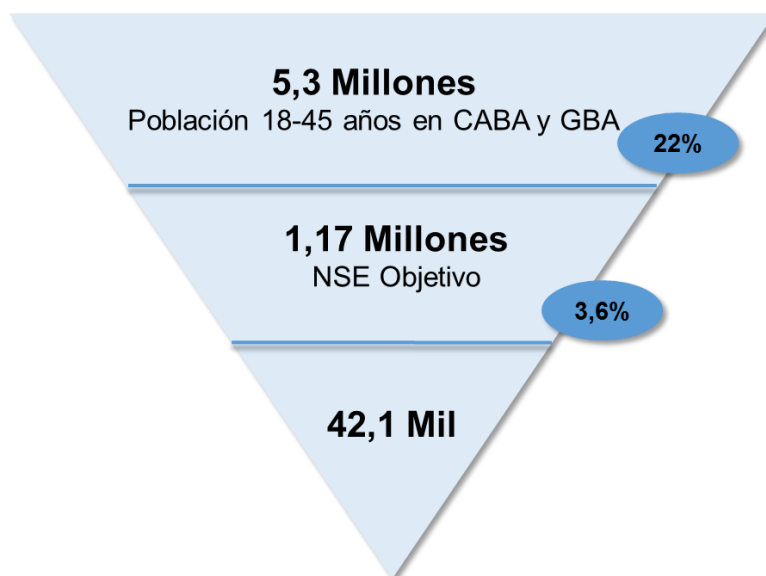 5,3 Millones
Población 18-45 años en CABA y GBA
22%
1,17 Millones
NSE Objetivo
3,6%
42,1 Mil